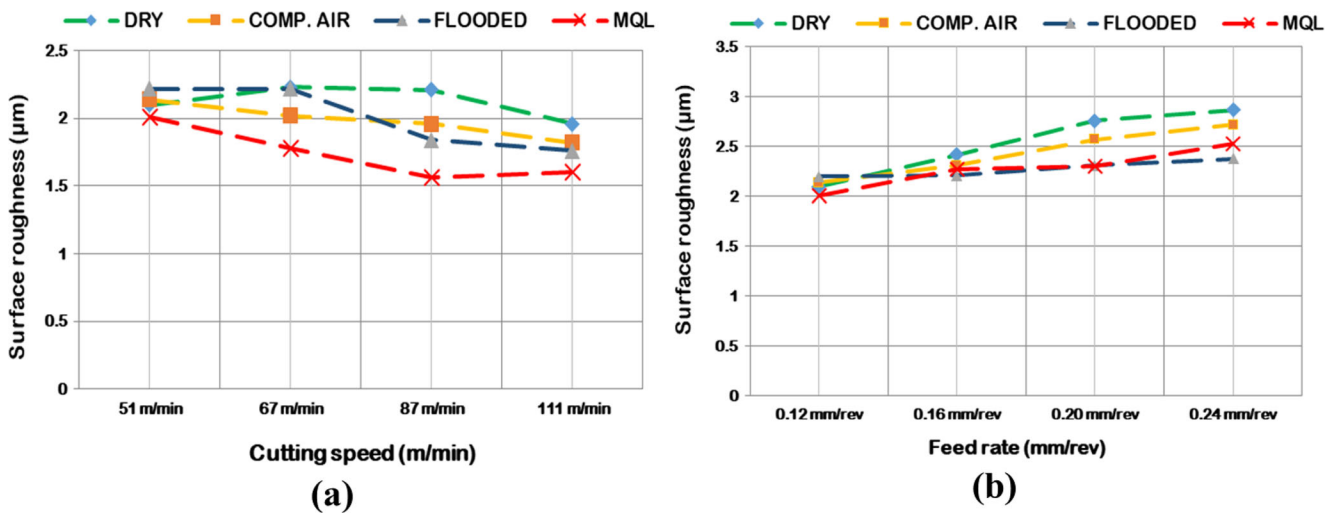 DRY COMP. AIR FLOODED MQL
2.5
2
1.5
1
0.5
0
Surface roughness (µm)
51 m/min 67 m/min 87 m/min 111 m/min
Cutting speed (m/min)
(a)
DRY COMP. AIR FLOODED MQL
3.5
3
2.5
2
1.5
1
0.5
0
Surface roughness (µm)
0.12 mm/rev 0.16 mm/rev 0.20 mm/rev 0.24 mm/rev
Feed rate (mm/rev)
(b)